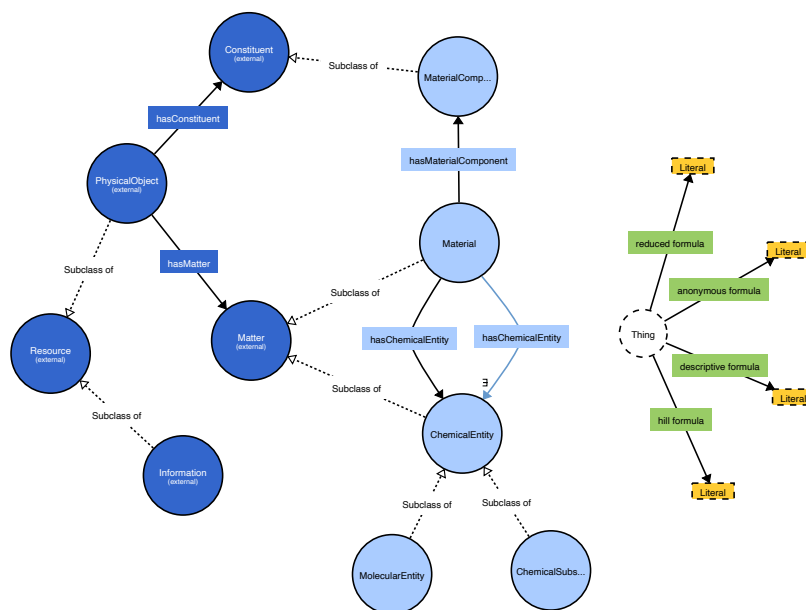 Constituent
(external)
Subclass of
MaterialComp...
hasConstituent
hasMaterialComponent
PhysicalObject
(external)
Literal
Material
reduced formula
Literal
Subclass of
hasMatter
Subclass of
anonymous formula
Resource
(external)
Matter
(external)
hasChemicalEntity
hasChemicalEntity
Thing
descriptive formula
Literal
Subclass of
Subclass of
∃
hill formula
ChemicalEntity
Information
(external)
Literal
Subclass of
Subclass of
MolecularEntity
ChemicalSubs...